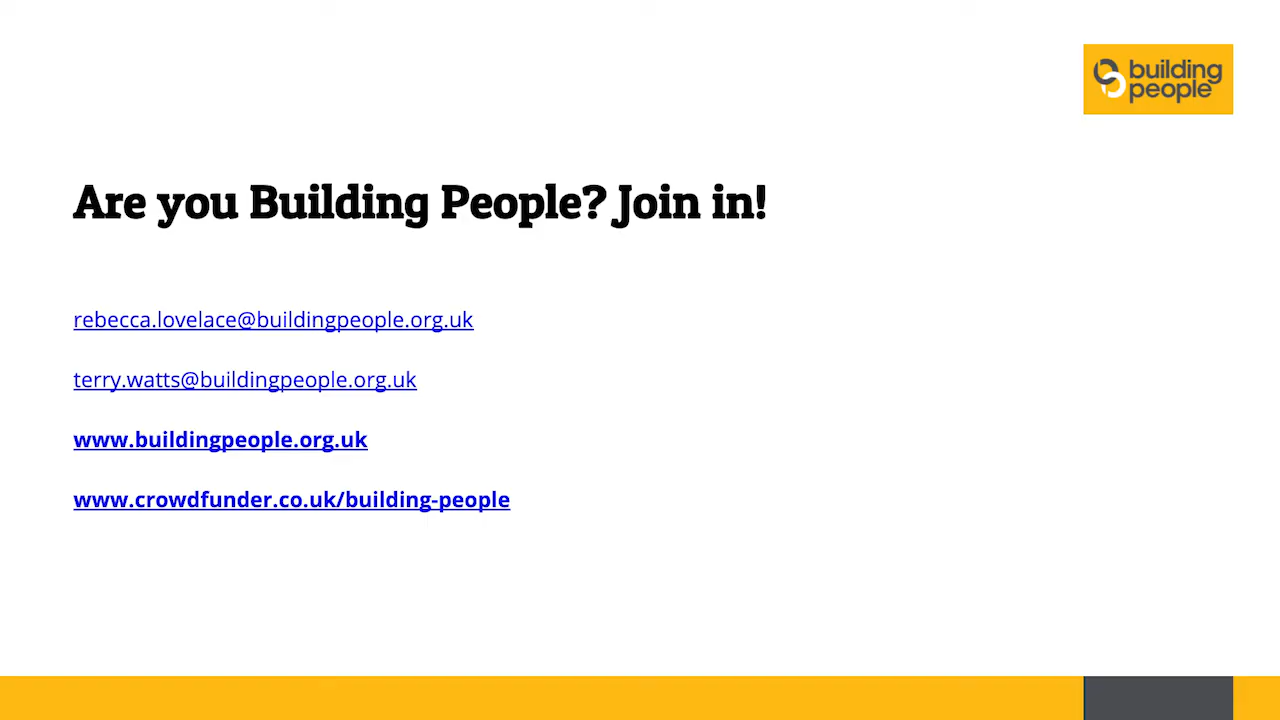 building
people
Are you Building People? Join in!
rebecca.lovelace@buildingpeople.org.uk
terry.watts@buildingpeople.org.uk
www.buildingpeople.org.uk
www.crowdfunder.co.uk/building-people